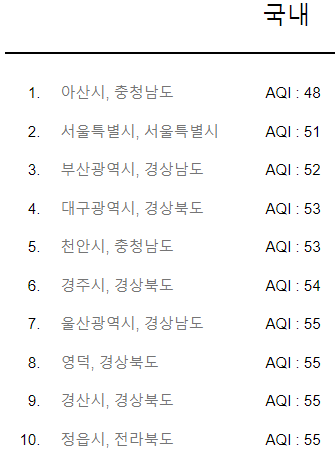 국내
1. 아산시, 충청남도 AQI : 48
2. 서울특별시, 서울특별시 AQI : 51
3. 부산광역시, 경상남도 AQI : 52
4. 대구광역시, 경상북도 AQI : 53
5. 천안시, 충청남도 AQI : 53
6. 경주시, 경상북도 AQI : 54
7. 울산광역시, 경상남도 AQI : 55
8. 영덕, 경상북도 AQI : 55
9. 경산시, 경상북도 AQI : 55
10. 정읍시, 전라북도 AQI : 55